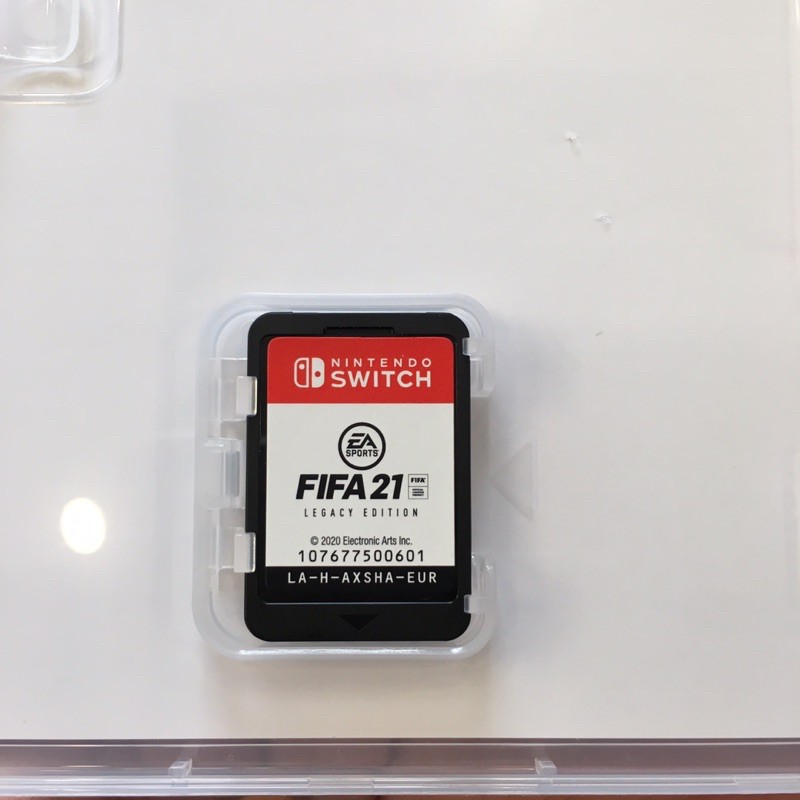 NINTENDO
SWITCH
EA
SPORTS
FIFA 21
FIFA
LEGACY EDITION
© 2020 Electronic Arts Inc.
107677500601
LA-H-AXSHA-EUR